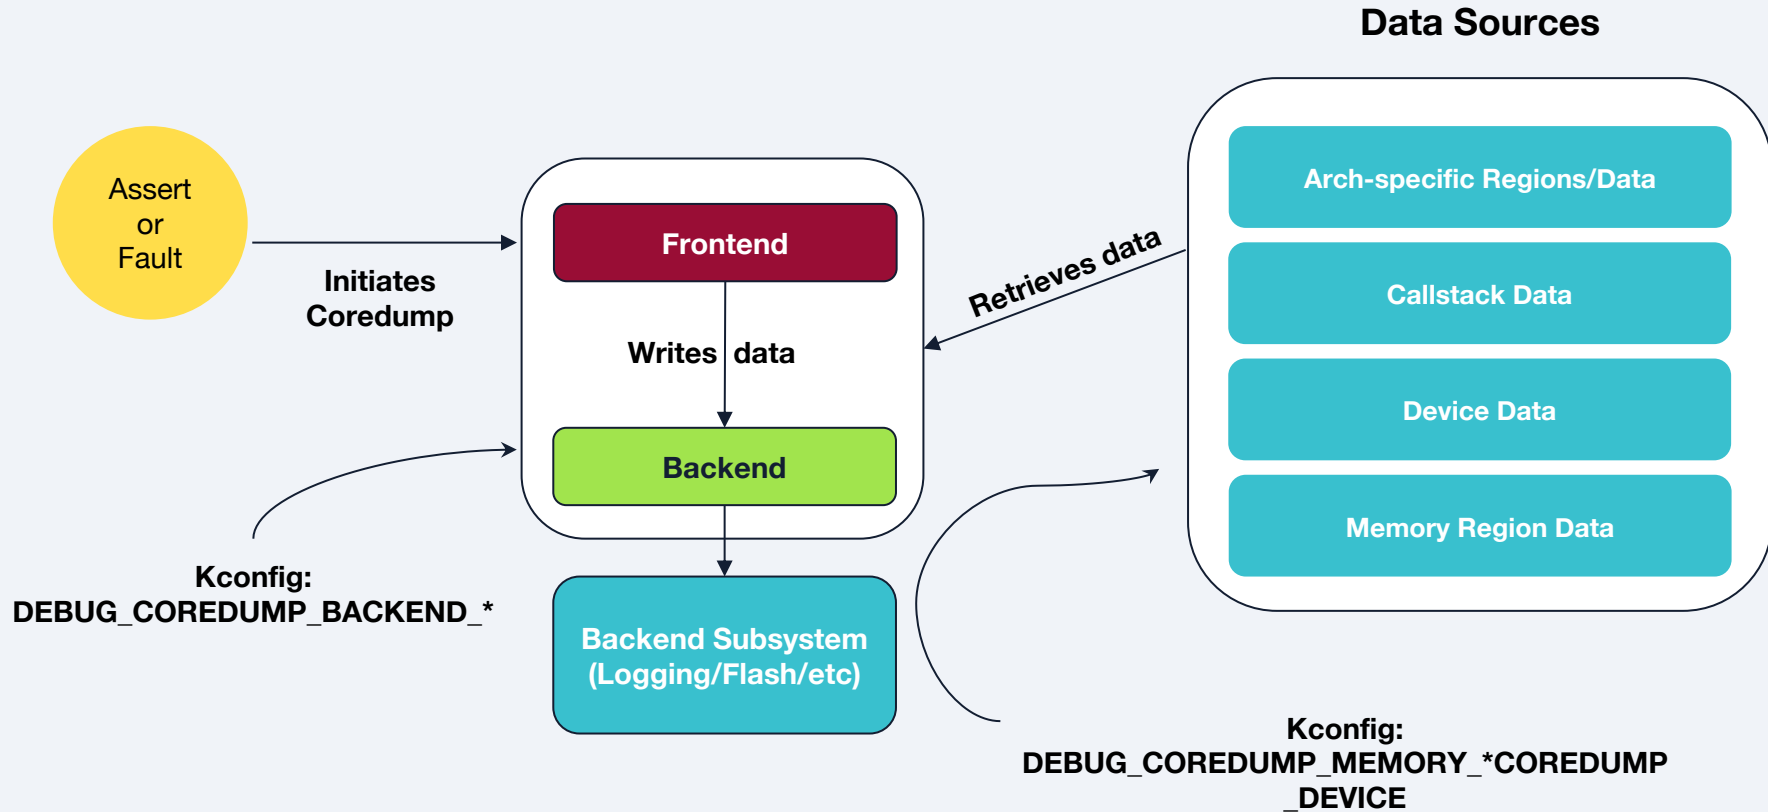 Data Sources
Assert
or
Fault
Initiates
Coredump
Frontend
Writes data
Backend
Backend Subsystem
(Logging/Flash/etc)
Retrieves data
Arch-specific Regions/Data
Callstack Data
Device Data
Memory Region Data
Kconfig:
DEBUG_COREDUMP_BACKEND_*
Kconfig:
DEBUG_COREDUMP_MEMORY_*COREDUMP
_DEVICE